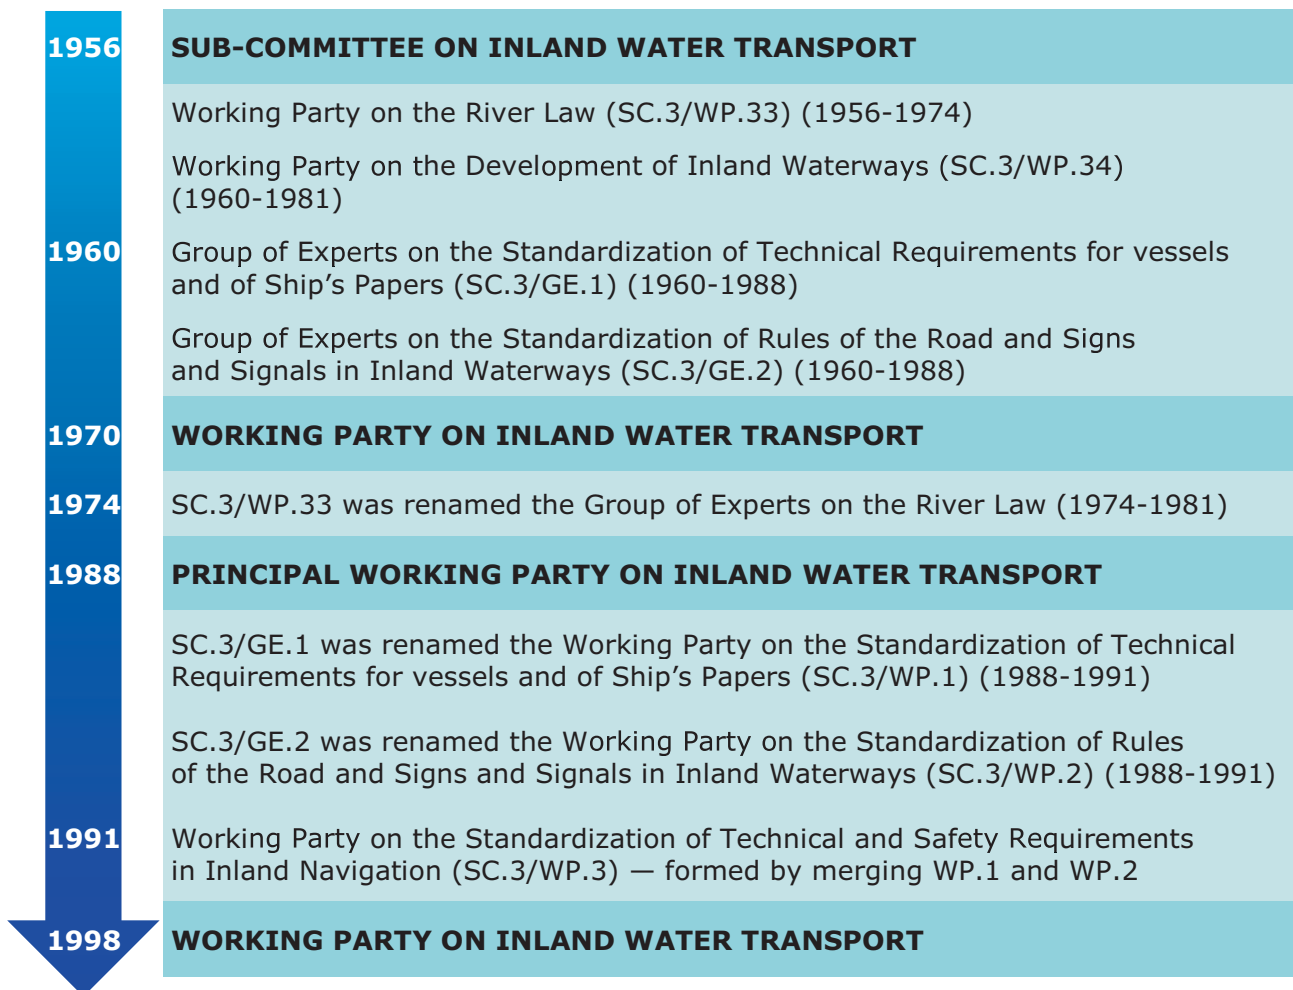 1956
SUB-COMMITTEE ON INLAND WATER TRANSPORT
Working Party on the River Law (SC.3/WP.33) (1956-1974)
Working Party on the Development of Inland Waterways (SC.3/WP.34)
(1960-1981)
1960
Group of Experts on the Standardization of Technical Requirements for vessels
and of Ship’s Papers (SC.3/GE.1) (1960-1988)
Group of Experts on the Standardization of Rules of the Road and Signs
and Signals in Inland Waterways (SC.3/GE.2) (1960-1988)
1970
WORKING PARTY ON INLAND WATER TRANSPORT
1974
SC.3/WP.33 was renamed the Group of Experts on the River Law (1974-1981)
1988
PRINCIPAL WORKING PARTY ON INLAND WATER TRANSPORT
SC.3/GE.1 was renamed the Working Party on the Standardization of Technical
Requirements for vessels and of Ship’s Papers (SC.3/WP.1) (1988-1991)
SC.3/GE.2 was renamed the Working Party on the Standardization of Rules
of the Road and Signs and Signals in Inland Waterways (SC.3/WP.2) (1988-1991)
1991
Working Party on the Standardization of Technical and Safety Requirements
in Inland Navigation (SC.3/WP.3) — formed by merging WP.1 and WP.2
1998
WORKING PARTY ON INLAND WATER TRANSPORT